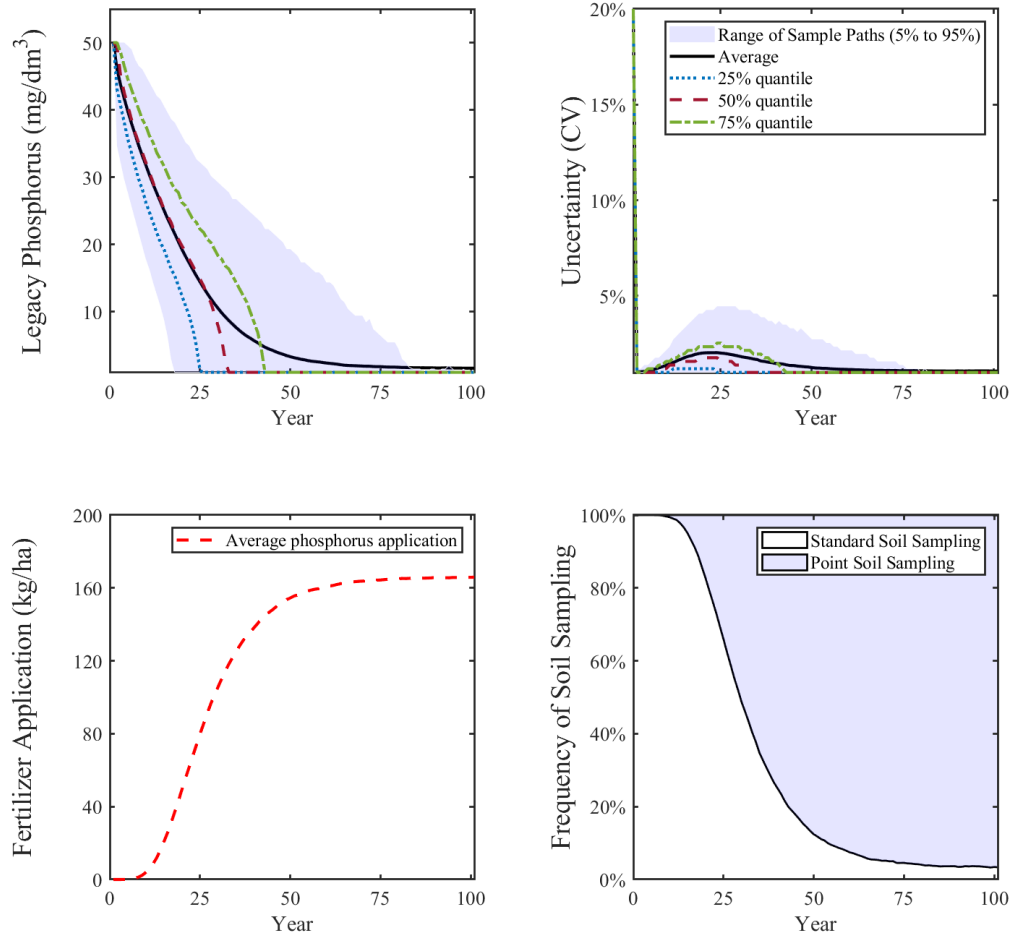 Legacy Phosphorus (mg/dm³)
50
40
30
20
10
0 25 50 75 100
Year
Uncertainty (CV)
20%
15%
10%
5%
Range of Sample Paths (5% to 95%)
Average
25% quantile
50% quantile
75% quantile
0 25 50 75 100
Year
Fertilizer Application (kg/ha)
200
160
120
80
40
0
Average phosphorus application
0 25 50 75 100
Year
Frequency of Soil Sampling
100%
80%
60%
40%
20%
0%
Standard Soil Sampling
Point Soil Sampling
0 25 50 75 100
Year